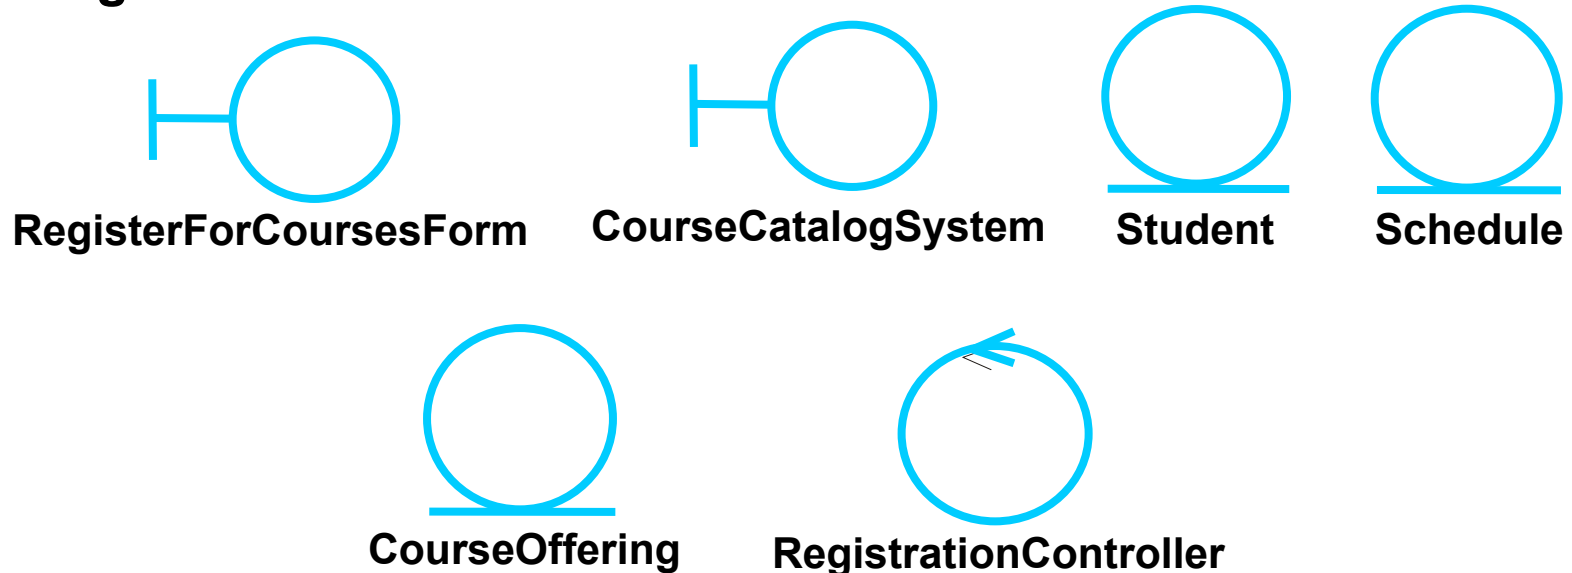 RegisterForCoursesForm
CourseCatalogSystem
Student
Schedule
CourseOffering
RegistrationController